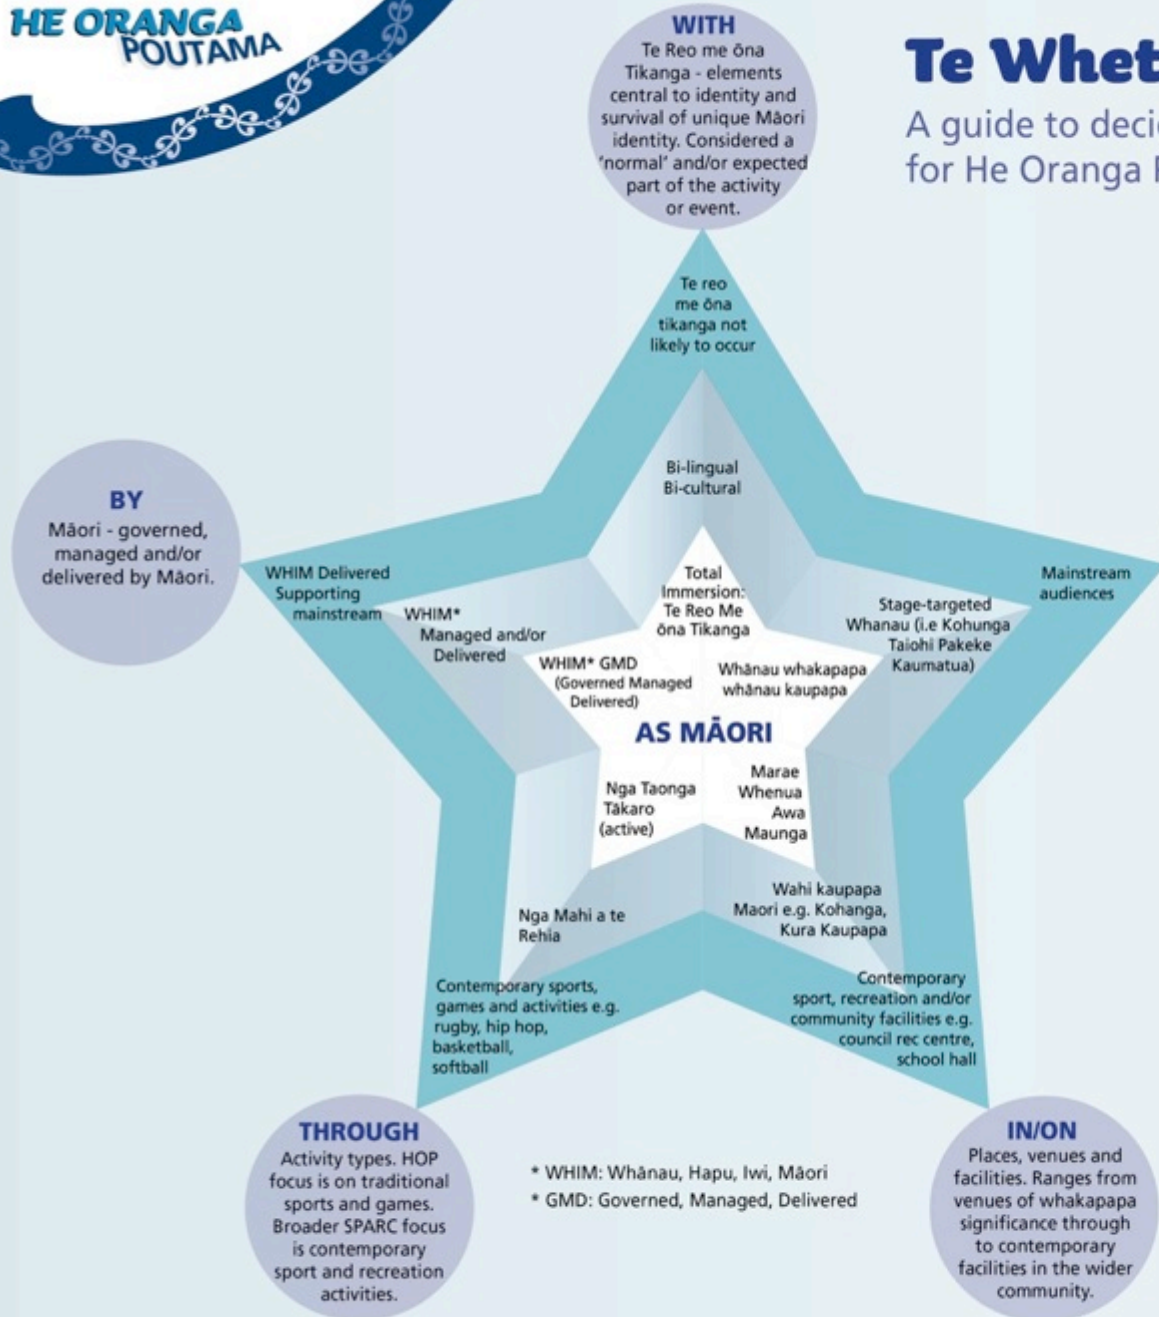 HE ORANGA
POUTAMA
WITH
Te Reo me ōna
Tikanga - elements
central to identity and
survival of unique Māori
identity. Considered a
'normal' and/or expected
part of the activity
or event.
Te Whet
A guide to deci
for He Oranga
Te reo
me ōna
tikanga not
likely to occur
BY
Māori - governed,
managed and/or
delivered by Māori.
Bi-lingual
Bi-cultural
WHIM Delivered
Supporting
mainstream
WHIM*
Managed and/or
Delivered
Total
Immersion:
Te Reo Me
ōna Tikanga
Stage-targeted
Whanau (i.e Kohunga
Taiohi Pakeke
Kaumatua)
Mainstream
audiences
WHIM* GMD
(Governed Managed
Delivered)
Whānau whakapapa
whānau kaupapa
AS MĀORI
Nga Taonga
Tākaro
(active)
Marae
Whenua
Awa
Maunga
Nga Mahi a te
Rehia
Wahi kaupapa
Maori e.g. Kohanga,
Kura Kaupapa
Contemporary sports,
games and activities e.g.
rugby, hip hop,
basketball,
softball
Contemporary
sport, recreation and/or
community facilities e.g.
council rec centre,
school hall
THROUGH
Activity types. HOP
focus is on traditional
sports and games.
Broader SPARC focus
is contemporary
sport and recreation
activities.
* WHIM: Whānau, Hapu, Iwi, Māori
* GMD: Governed, Managed, Delivered
IN/ON
Places, venues and
facilities. Ranges from
venues of whakapapa
significance through
to contemporary
facilities in the wider
community.